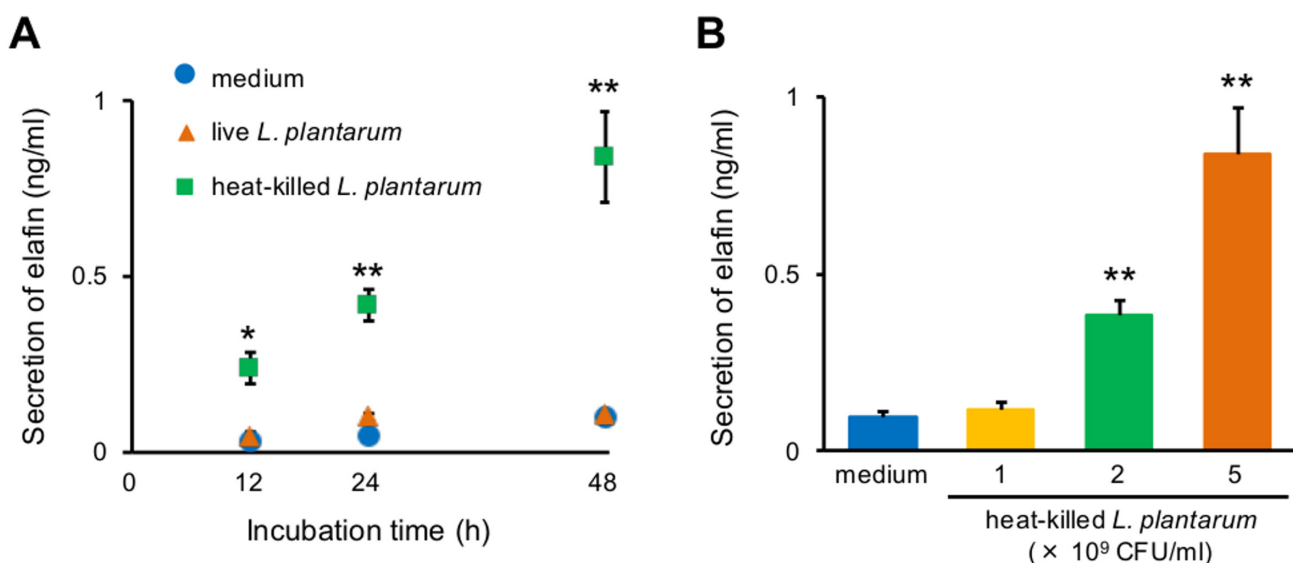 A
medium
live L. plantarum
heat-killed L. plantarum
Secretion of elafin (ng/ml)
1
0.5
0
*
**
**
0
12
24
48
Incubation time (h)
B
Secretion of elafin (ng/ml)
1
0.5
0
**
**
medium
1
2
5
heat-killed L. plantarum
(× 10⁹ CFU/ml)